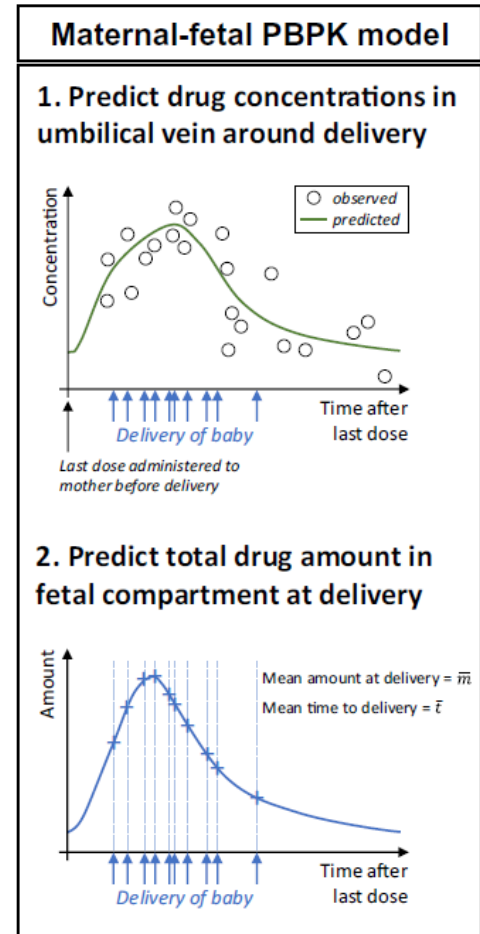 Maternal-fetal PBPK model
1. Predict drug concentrations in
umbilical vein around delivery
Concentration
observed
predicted
Time after
last dose
Delivery of baby
Last dose administered to
mother before delivery
2. Predict total drug amount in
fetal compartment at delivery
Amount
Mean amount at delivery = m̅
Mean time to delivery = t̅
Time after
last dose
Delivery of baby